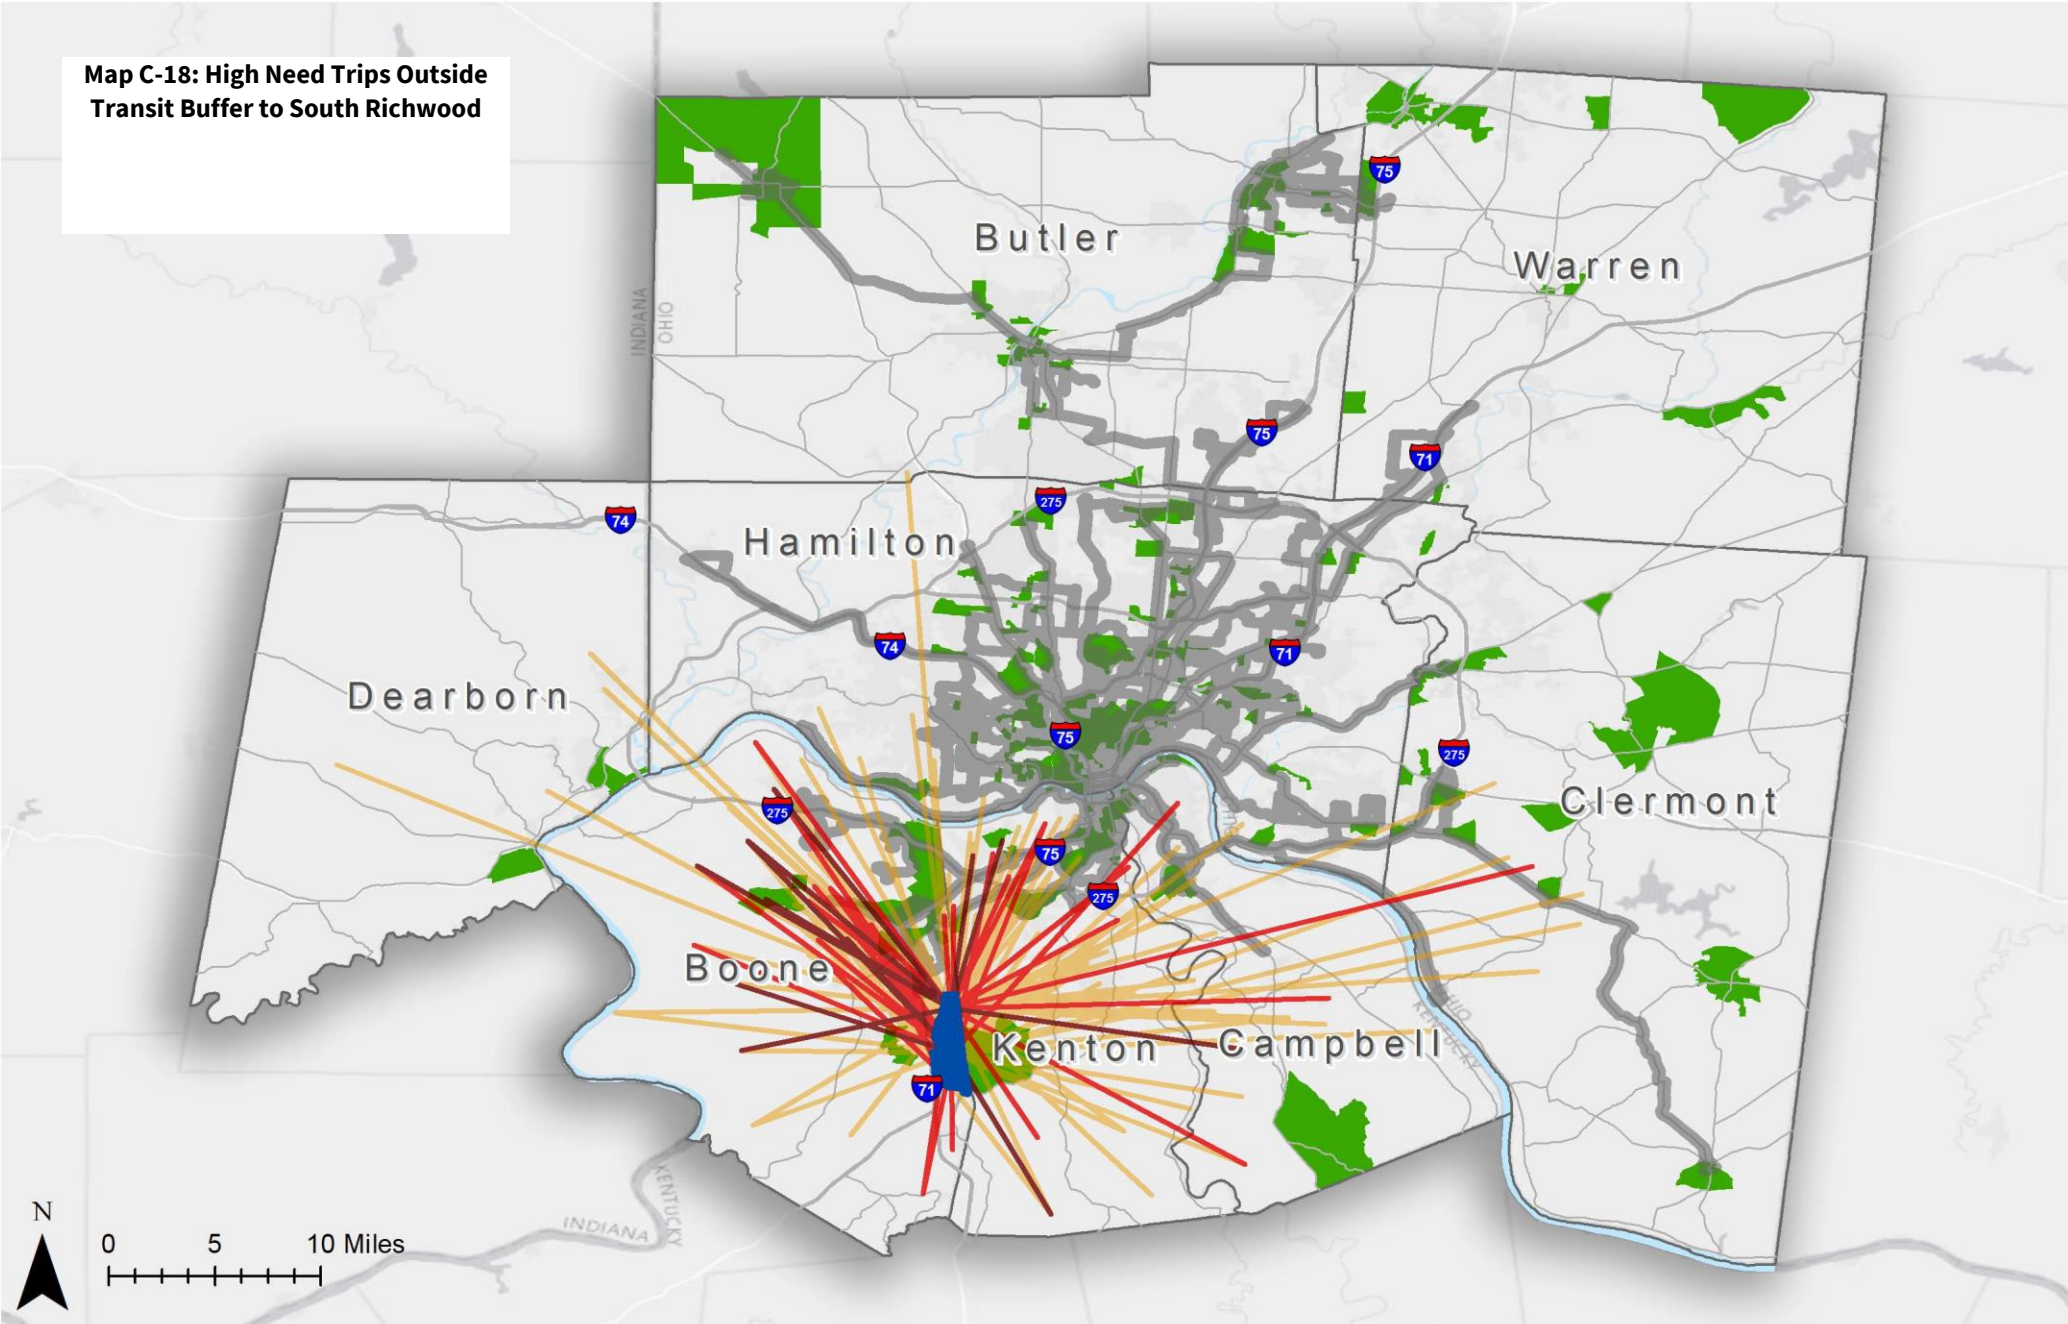 Map C-18: High Need Trips Outside
Transit Buffer to South Richwood
75
Butler
Warren
INDIANA
OHIO
75
71
275
74
Hamilton
74
71
Dearborn
75
275
275
Clermont
75
275
Boone
Kenton
Campbell
KENTUCKY
71
KENTUCKY
INDIANA
N
0 5 10 Miles